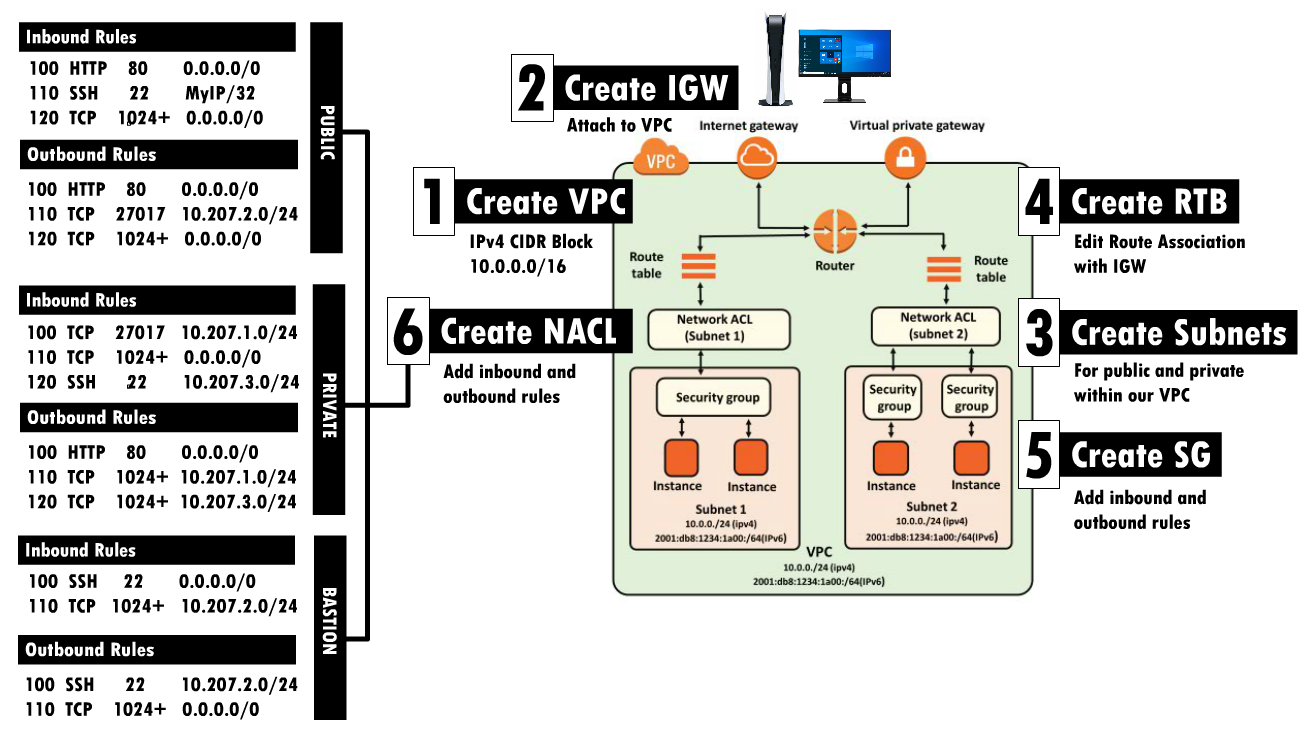 Inbound Rules
100 HTTP 80 0.0.0.0/0
110 SSH 22 MyIP/32
120 TCP 1024+ 0.0.0.0/0
Outbound Rules
100 HTTP 80 0.0.0.0/0
110 TCP 27017 10.207.2.0/24
120 TCP 1024+ 0.0.0.0/0
PUBLIC
Inbound Rules
100 TCP 27017 10.207.1.0/24
110 TCP 1024+ 0.0.0.0/0
120 SSH 22 10.207.3.0/24
Outbound Rules
100 HTTP 80 0.0.0.0/0
110 TCP 1024+ 10.207.1.0/24
120 TCP 1024+ 10.207.3.0/24
PRIVATE
Inbound Rules
100 SSH 22 0.0.0.0/0
110 TCP 1024+ 10.207.2.0/24
Outbound Rules
100 SSH 22 10.207.2.0/24
110 TCP 1024+ 0.0.0.0/0
BASTION
2 Create IGW
Attach to VPC
1 Create VPC
IPv4 CIDR Block
10.0.0.0/16
6 Create NACL
Add inbound and
outbound rules
Internet gateway
Virtual private gateway
VPC
Router
Route
table
Route
table
Network ACL
(Subnet 1)
Network ACL
(subnet 2)
Security group
Security
group
Security
group
Instance
Instance
Instance
Instance
Subnet 1
10.0.0./24 (ipv4)
2001:db8:1234:1a00:/64(IPv6)
Subnet 2
10.0.0./24 (ipv4)
2001:db8:1234:1a00:/64(IPv6)
VPC
10.0.0./24 (ipv4)
2001:db8:1234:1a00:/64(IPv6)
4 Create RTB
Edit Route Association
with IGW
3 Create Subnets
For public and private
within our VPC
5 Create SG
Add inbound and
outbound rules